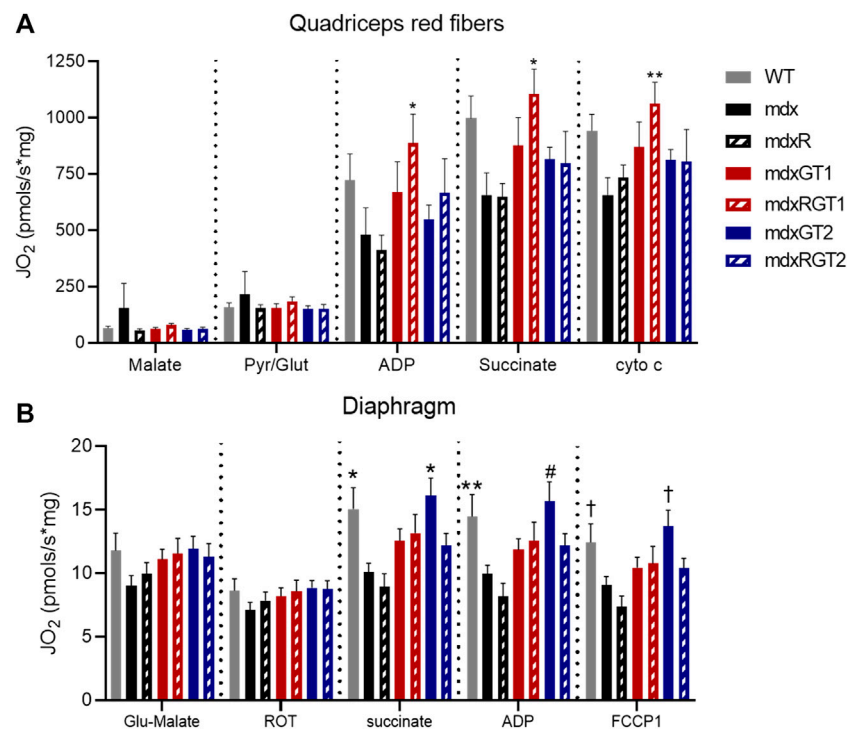 A
Quadriceps red fibers
JO₂ (pmols/s*mg)
1250
1000
750
500
250
0
* * **
Malate Pyr/Glut ADP Succinate cyto c
WT
mdx
mdxR
mdxGT1
mdxRGT1
mdxGT2
mdxRGT2
B
Diaphragm
JO₂ (pmols/s*mg)
20
15
10
5
0
* * ** # † †
Glu-Malate ROT succinate ADP FCCP1